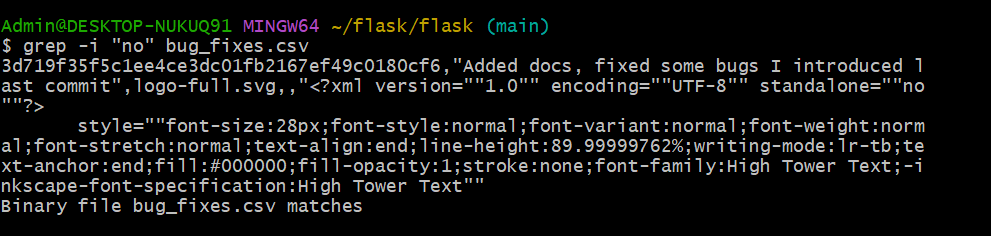 Admin@DESKTOP-NUKUQ91 MINGW64 ~/flask/flask (main)
$ grep -i "no" bug_fixes.csv
3d719f35f5c1ee4ce3dc01fb2167ef49c0180cf6,"Added docs, fixed some bugs I introduced l
ast commit",logo-full.svg,,"<?xml version=""1.0"" encoding=""UTF-8"" standalone=""no
""?>
       style=""font-size:28px;font-style:normal;font-variant:normal;font-weight:norm
al;font-stretch:normal;text-align:end;line-height:89.99999762%;writing-mode:lr-tb;te
xt-anchor:end;fill:#000000;fill-opacity:1;stroke:none;font-family:High Tower Text;-i
nkscape-font-specification:High Tower Text""
Binary file bug_fixes.csv matches